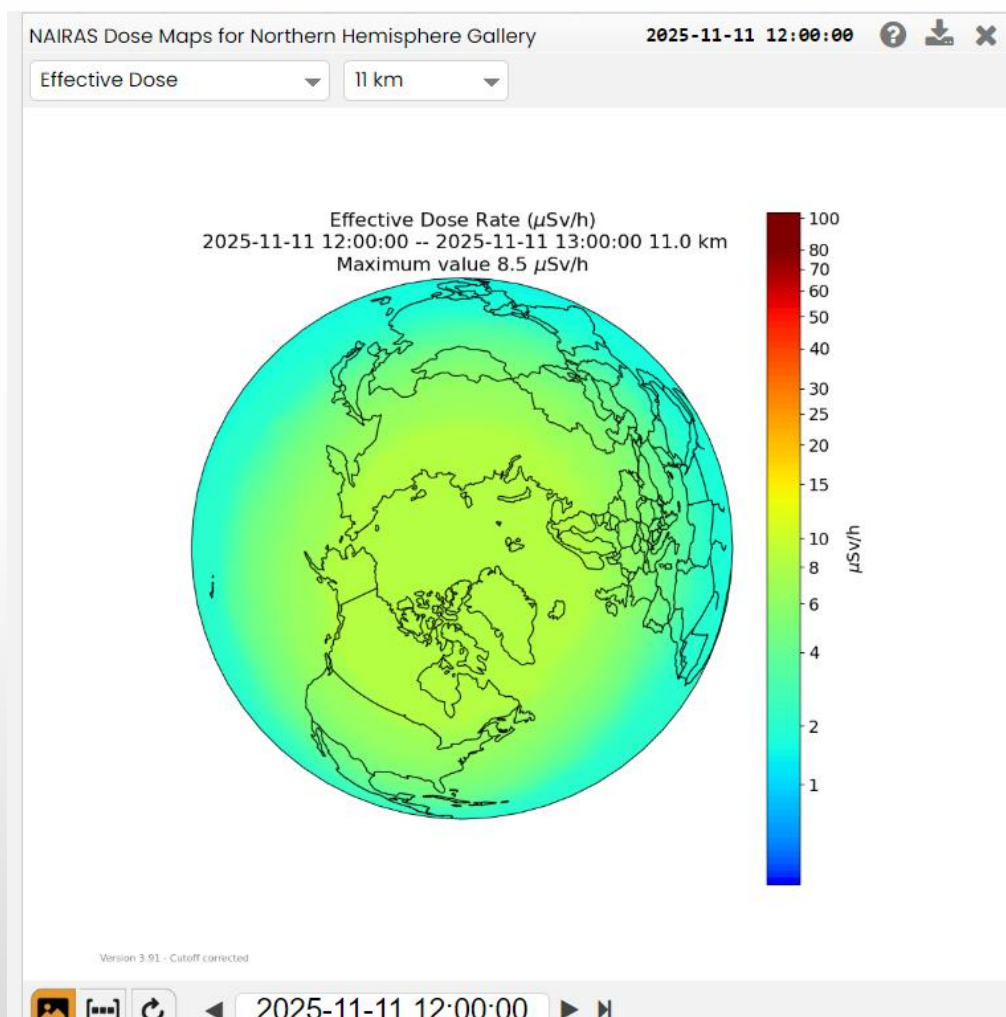 NAIRAS Dose Maps for Northern Hemisphere Gallery 2025-11-11 12:00:00
Effective Dose 11 km
Effective Dose Rate (μSv/h)
2025-11-11 12:00:00 -- 2025-11-11 13:00:00 11.0 km
Maximum value 8.5 μSv/h
100
80
70
60
50
40
30
25
20
15
10
8
6
4
2
1
μSv/h
Version 3.91 - Cutoff corrected
2025-11-11 12:00:00